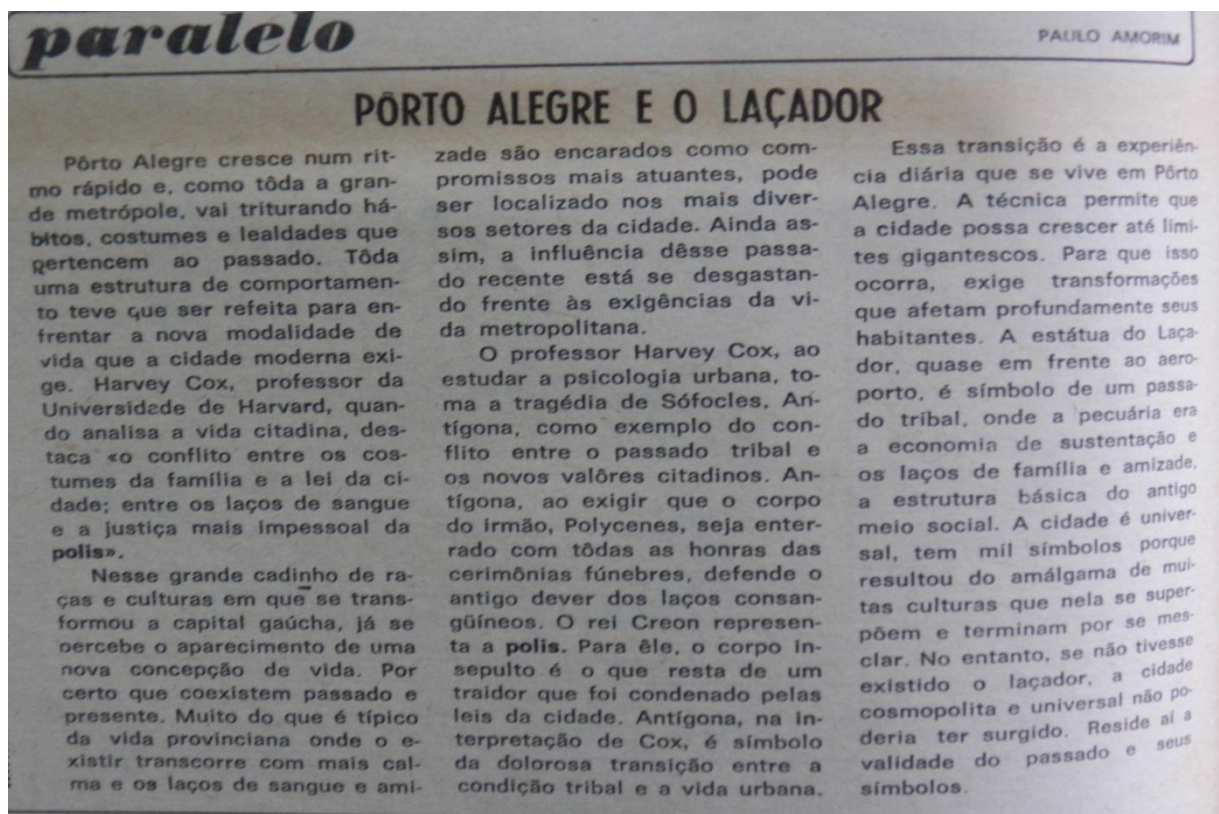 paralelo
PAULO AMORIM
PÔRTO ALEGRE E O LAÇADOR
Pôrto Alegre cresce num rit-
mo rápido e, como tôda a gran-
de metrópole, vai triturando há-
bitos, costumes e lealdades que
pertencem ao passado. Tôda
uma estrutura de comportamen-
to teve que ser refeita para en-
frentar a nova modalidade de
vida que a cidade moderna exi-
ge. Harvey Cox, professor da
Universidade de Harvard, quan-
do analisa a vida citadina, des-
taca «o conflito entre os cos-
tumes da família e a lei da ci-
dade; entre os laços de sangue
e a justiça mais impessoal da
polis».
Nesse grande cadinho de ra-
ças e culturas em que se trans-
formou a capital gaúcha, já se
percebe o aparecimento de uma
nova concepção de vida. Por
certo que coexistem passado e
presente. Muito do que é típico
da vida provinciana onde o e-
xistir transcorre com mais cal-
ma e os laços de sangue e ami-
zade são encarados como com-
promissos mais atuantes, pode
ser localizado nos mais diver-
sos setores da cidade. Ainda as-
sim, a influência dêsse passa-
do recente está se desgastan-
do frente às exigências da vi-
da metropolitana.
O professor Harvey Cox, ao
estudar a psicologia urbana, to-
ma a tragédia de Sófocles, An-
tígona, como exemplo do con-
flito entre o passado tribal e
os novos valôres citadinos. An-
tígona, ao exigir que o corpo
do irmão, Polycenes, seja enter-
rado com tôdas as honras das
cerimônias fúnebres, defende o
antigo dever dos laços consan-
güíneos. O rei Creon represen-
ta a polis. Para êle, o corpo in-
sepulto é o que resta de um
traidor que foi condenado pelas
leis da cidade. Antígona, na in-
terpretação de Cox, é símbolo
da dolorosa transição entre a
condição tribal e a vida urbana.
Essa transição é a experiên-
cia diária que se vive em Pôrto
Alegre. A técnica permite que
a cidade possa crescer até limi-
tes gigantescos. Para que isso
ocorra, exige transformações
que afetam profundamente seus
habitantes. A estátua do Laça-
dor, quase em frente ao aero-
porto, é símbolo de um passa-
do tribal, onde a pecuária era
a economia de sustentação e
os laços de família e amizade,
a estrutura básica do antigo
meio social. A cidade é univer-
sal, tem mil símbolos porque
resultou do amálgama de mui-
tas culturas que nela se super-
põem e terminam por se mes-
clar. No entanto, se não tivesse
existido o laçador, a cidade
cosmopolita e universal não po-
deria ter surgido. Reside aí a
validade do passado e seus
símbolos.